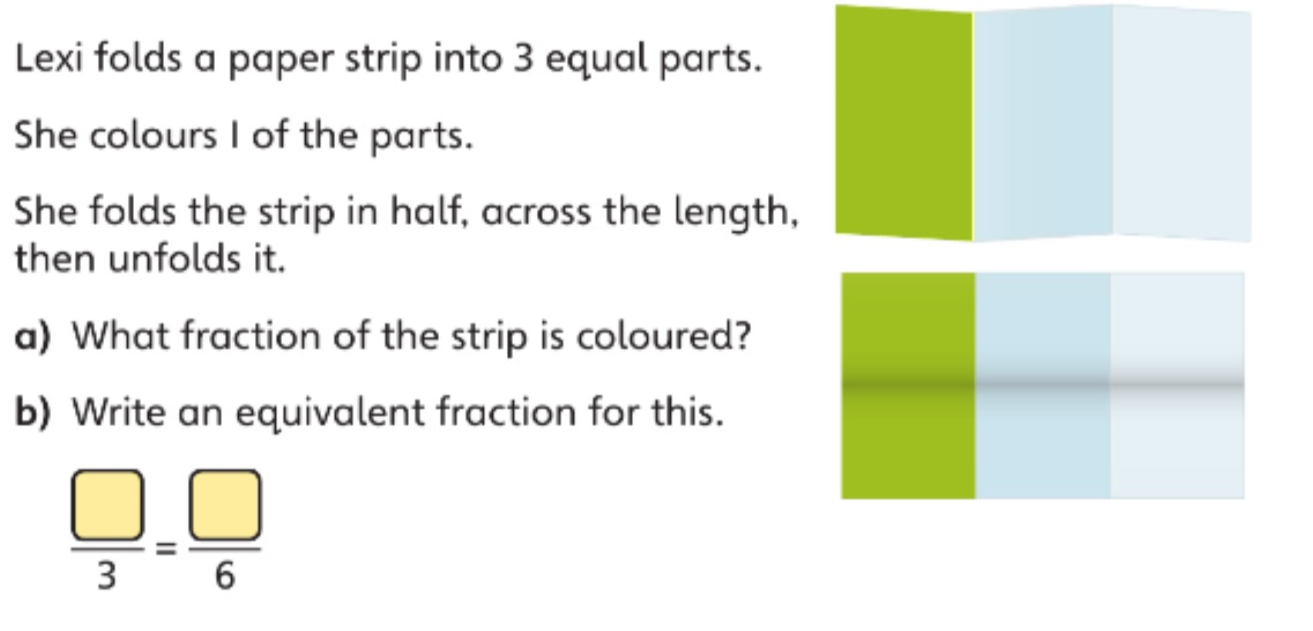 Lexi folds a paper strip into 3 equal parts.
She colours 1 of the parts.
She folds the strip in half, across the length,
then unfolds it.
a) What fraction of the strip is coloured?
b) Write an equivalent fraction for this.
=
3 6